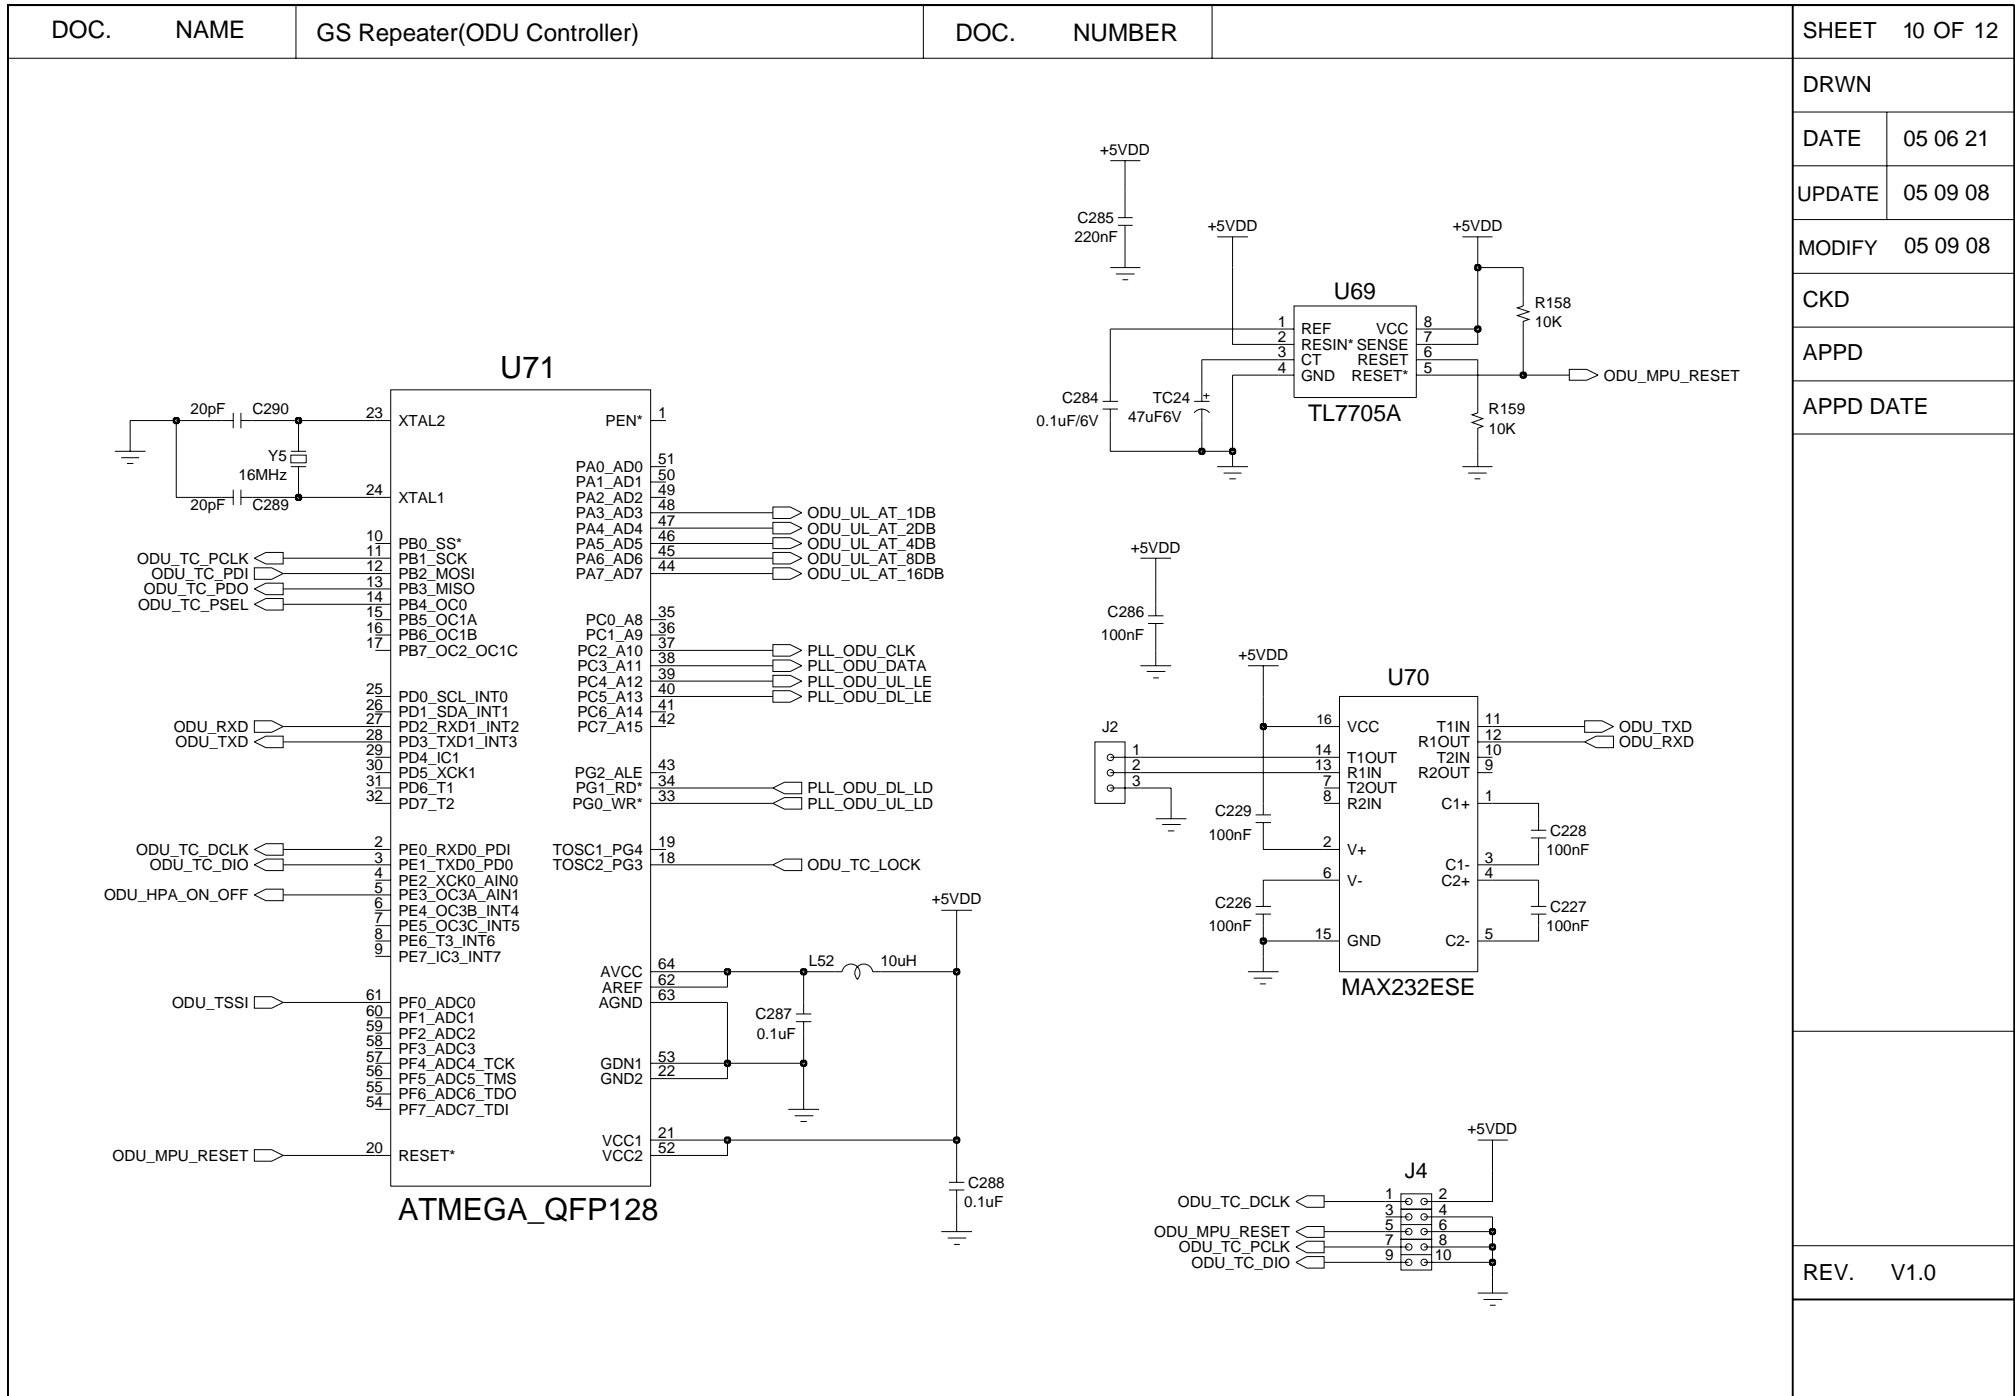 DOC. NAME GS Repeater(ODU Controller) DOC. NUMBER SHEET 10 OF 12
DRWN
DATE 05 06 21
UPDATE 05 09 08
MODIFY 05 09 08
CKD
APPD
APPD DATE
REV. V1.0
U71
23 XTAL2
24 XTAL1
20pF C290
Y5
16MHz
20pF C289
10 PB0_SS*
ODU_TC_PCLK 11 PB1_SCK
ODU_TC_PDI 12 PB2_MOSI
ODU_TC_PDO 13 PB3_MISO
ODU_TC_PSEL 14 PB4_OC0
15 PB5_OC1A
16 PB6_OC1B
17 PB7_OC2_OC1C
25 PD0_SCL_INT0
26 PD1_SDA_INT1
ODU_RXD 27 PD2_RXD1_INT2
ODU_TXD 28 PD3_TXD1_INT3
29 PD4_IC1
30 PD5_XCK1
31 PD6_T1
32 PD7_T2
ODU_TC_DCLK 2 PE0_RXD0_PDI
ODU_TC_DIO 3 PE1_TXD0_PD0
4 PE2_XCK0_AIN0
ODU_HPA_ON_OFF 5 PE3_OC3A_AIN1
6 PE4_OC3B_INT4
7 PE5_OC3C_INT5
8 PE6_T3_INT6
9 PE7_IC3_INT7
ODU_TSSI 61 PF0_ADC0
60 PF1_ADC1
59 PF2_ADC2
58 PF3_ADC3
57 PF4_ADC4_TCK
56 PF5_ADC5_TMS
55 PF6_ADC6_TDO
54 PF7_ADC7_TDI
ODU_MPU_RESET 20 RESET*
PEN* 1
PA0_AD0 51
PA1_AD1 50
PA2_AD2 49
PA3_AD3 48 ODU_UL_AT_1DB
PA4_AD4 47 ODU_UL_AT_2DB
PA5_AD5 46 ODU_UL_AT_4DB
PA6_AD6 45 ODU_UL_AT_8DB
PA7_AD7 44 ODU_UL_AT_16DB
PC0_A8 35
PC1_A9 36
PC2_A10 37 PLL_ODU_CLK
PC3_A11 38 PLL_ODU_DATA
PC4_A12 39 PLL_ODU_UL_LE
PC5_A13 40 PLL_ODU_DL_LE
PC6_A14 41
PC7_A15 42
PG2_ALE 43
PG1_RD* 34 PLL_ODU_DL_LD
PG0_WR* 33 PLL_ODU_UL_LD
TOSC1_PG4 19
TOSC2_PG3 18 ODU_TC_LOCK
AVCC 64
AREF 62
AGND 63
GDN1 53
GND2 22
VCC1 21
VCC2 52
ATMEGA_QFP128
+5VDD
L52 10uH
C287
0.1uF
C288
0.1uF
+5VDD
C285
220nF
+5VDD
+5VDD
U69
1 REF VCC 8
2 RESIN* SENSE 7
3 CT RESET 6
4 GND RESET* 5
TL7705A
R158
10K
ODU_MPU_RESET
C284
0.1uF/6V
TC24
47uF6V
+
R159
10K
+5VDD
C286
100nF
+5VDD
U70
J2
1
2
3
16 VCC
14 T1OUT
13 R1IN
7 T2OUT
8 R2IN
2 V+
6 V-
15 GND
T1IN 11 ODU_TXD
R1OUT 12 ODU_RXD
T2IN 10
R2OUT 9
C1+ 1
C1- 3
C2+ 4
C2- 5
C229
100nF
C226
100nF
C228
100nF
C227
100nF
MAX232ESE
+5VDD
J4
ODU_TC_DCLK 1 2
3 4
ODU_MPU_RESET 5 6
ODU_TC_PCLK 7 8
ODU_TC_DIO 9 10